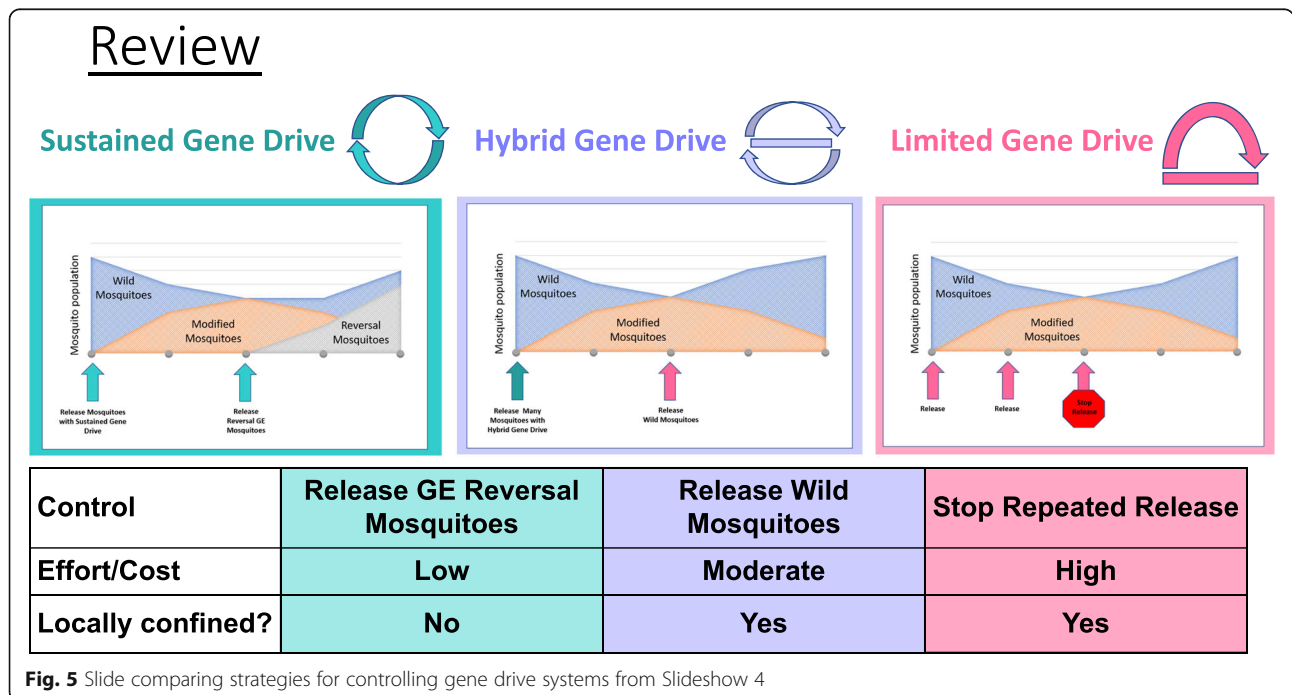 Review
Sustained Gene Drive
Hybrid Gene Drive
Limited Gene Drive
Mosquito population
Wild
Mosquitoes
Modified
Mosquitoes
Reversal
Mosquitoes
Release Mosquitoes
with Sustained Gene
Drive
Release
Reversal GE
Mosquitoes
Mosquito population
Wild
Mosquitoes
Modified
Mosquitoes
Release Many
Mosquitoes with
Hybrid Gene Drive
Release
Wild Mosquitoes
Mosquito population
Wild
Mosquitoes
Modified
Mosquitoes
Release
Release
Stop
Release
Control
Release GE Reversal
Mosquitoes
Release Wild
Mosquitoes
Stop Repeated Release
Effort/Cost
Low
Moderate
High
Locally confined?
No
Yes
Yes
Fig. 5 Slide comparing strategies for controlling gene drive systems from Slideshow 4